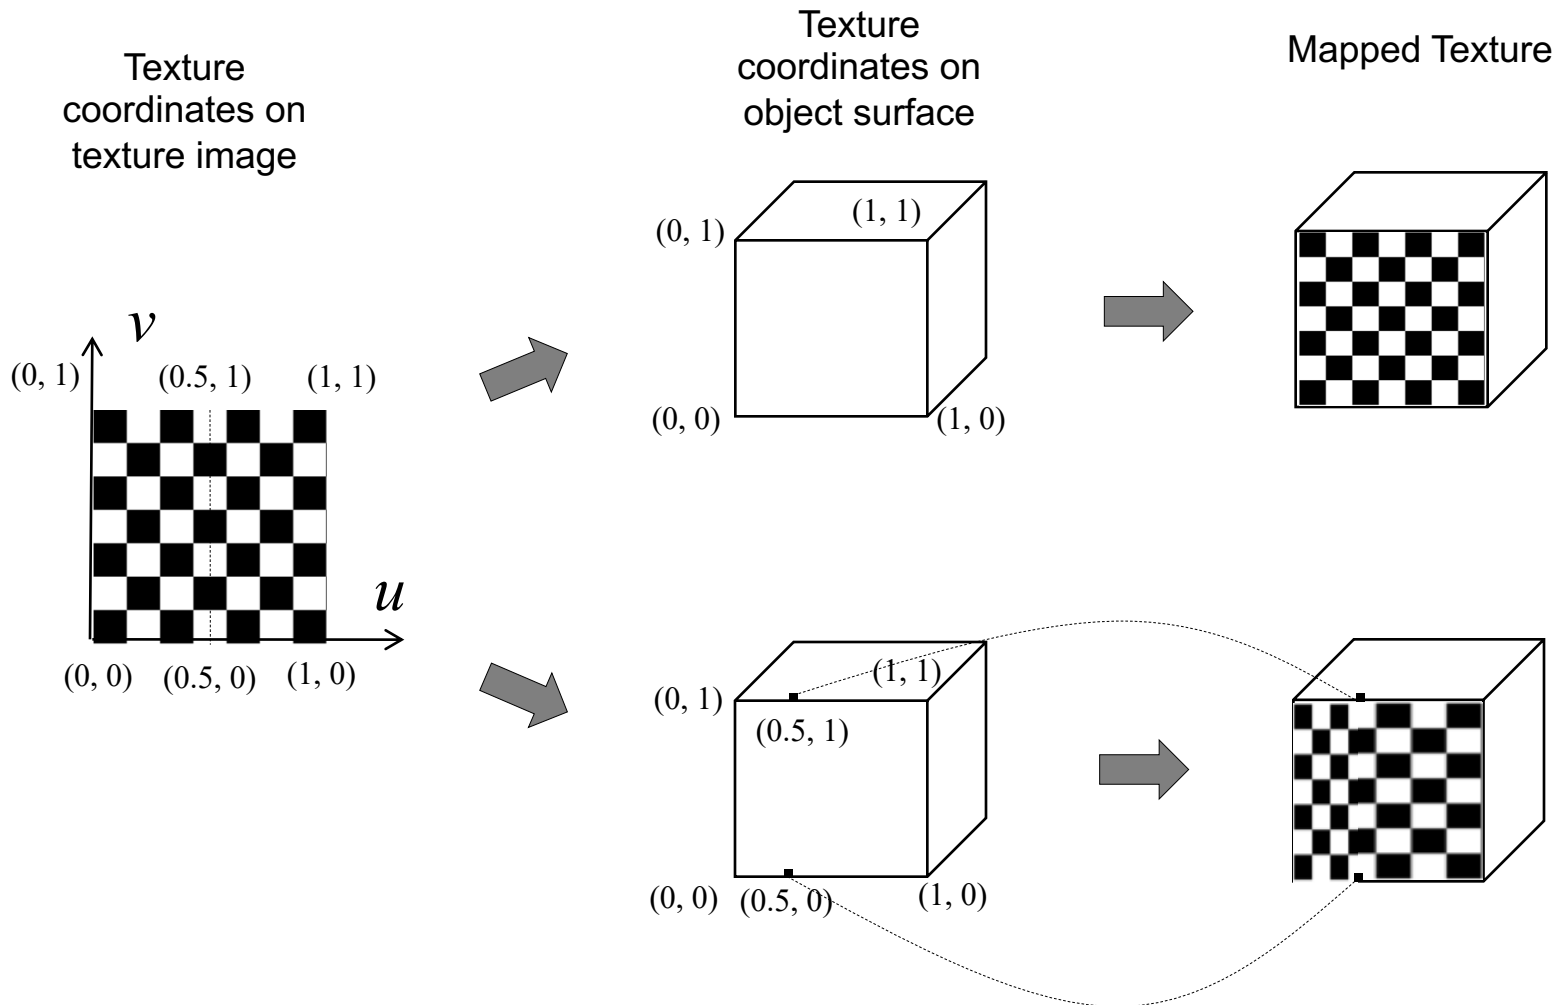 Texture
coordinates on
texture image
Texture
coordinates on
object surface
Mapped Texture
v
(0, 1)
(0.5, 1)
(1, 1)
u
(0, 0)
(0.5, 0)
(1, 0)
(0, 1)
(1, 1)
(0, 0)
(1, 0)
(0, 1)
(1, 1)
(0.5, 1)
(0, 0)
(0.5, 0)
(1, 0)